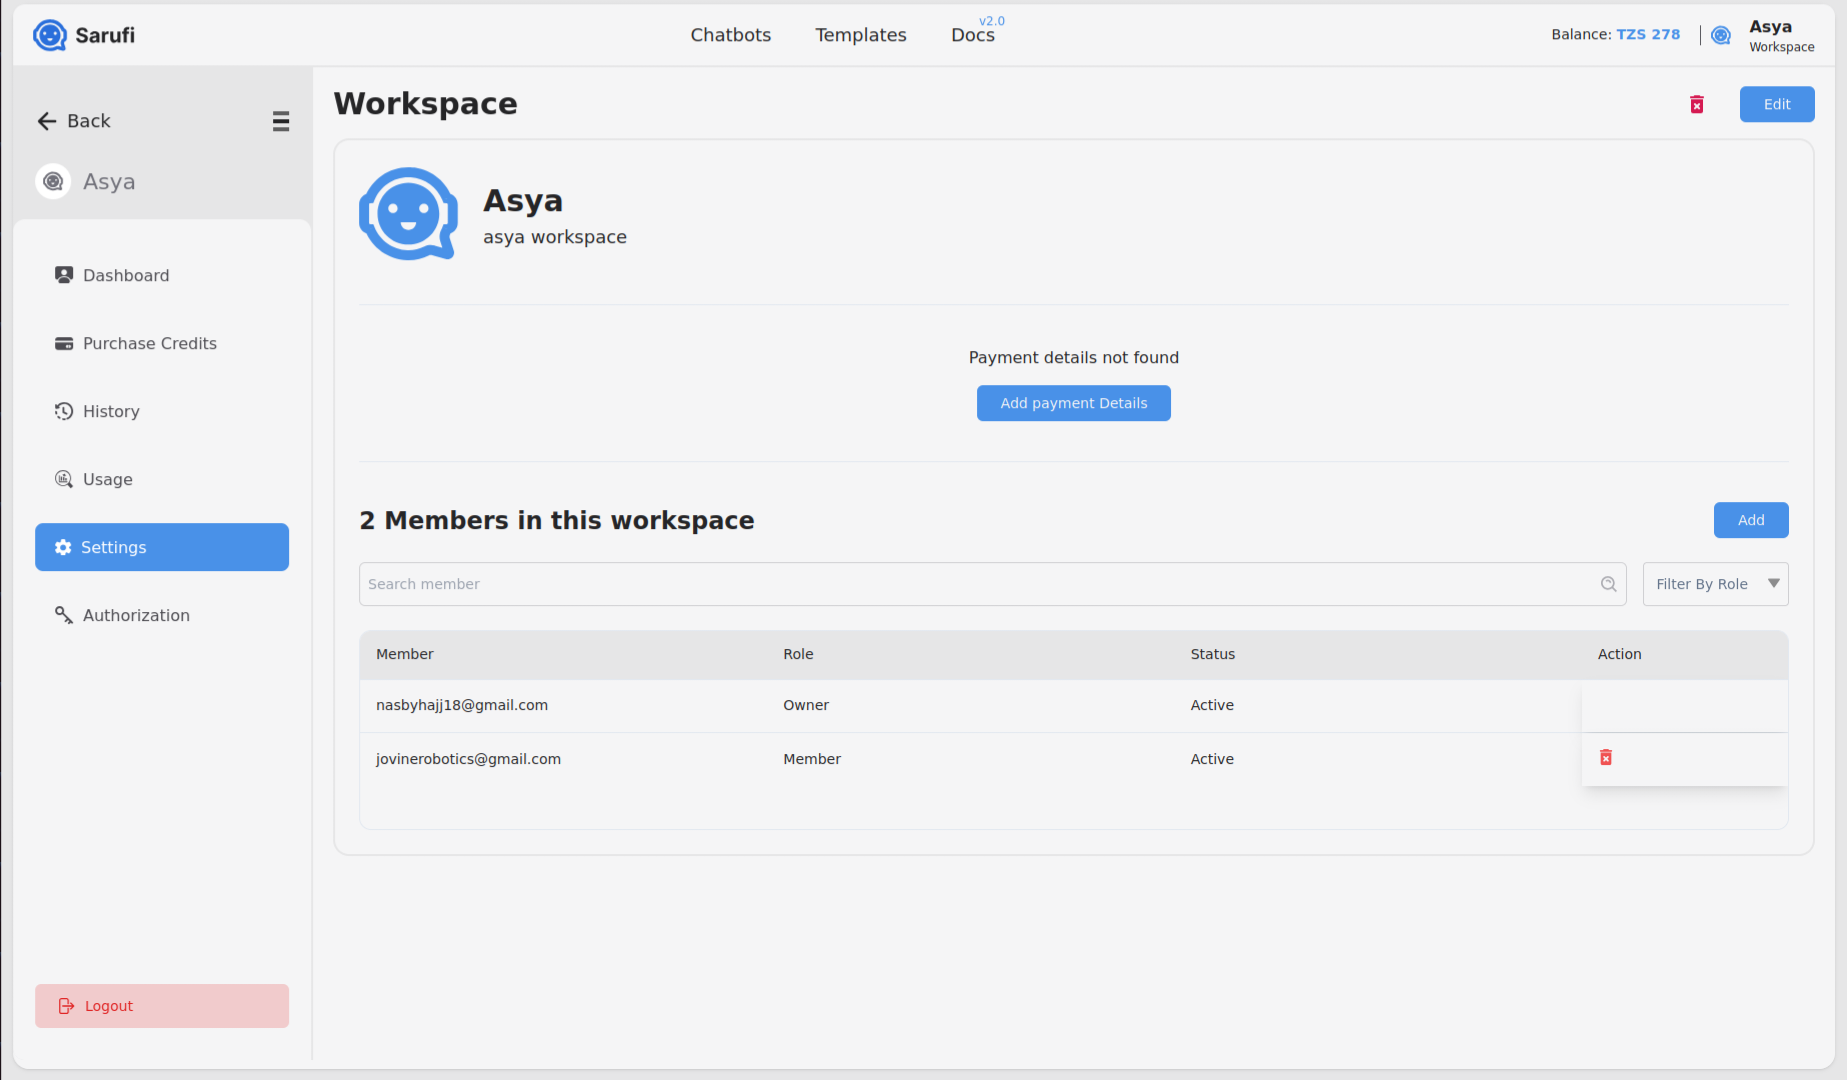 Sarufi
Chatbots
Templates
Docs
v2.0
Balance: TZS 278
Asya
Workspace
Back
Asya
Dashboard
Purchase Credits
History
Usage
Settings
Authorization
Logout
Workspace
Edit
Asya
asya workspace
Payment details not found
Add payment Details
2 Members in this workspace
Add
Search member
Filter By Role
Member Role Status Action
nasbyhajj18@gmail.com Owner Active
jovinerobotics@gmail.com Member Active